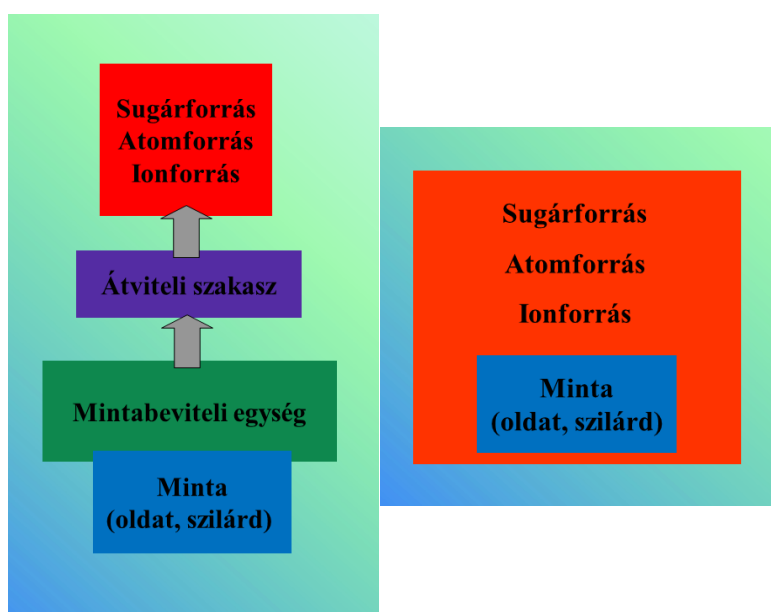 Sugárforrás
Atomforrás
Ionforrás
Átviteli szakasz
Mintabeviteli egység
Minta
(oldat, szilárd)
Sugárforrás
Atomforrás
Ionforrás
Minta
(oldat, szilárd)